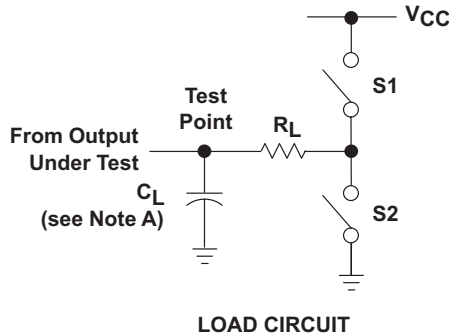 VCC
S1
Test
Point
RL
From Output
Under Test
CL
(see Note A)
S2
LOAD CIRCUIT